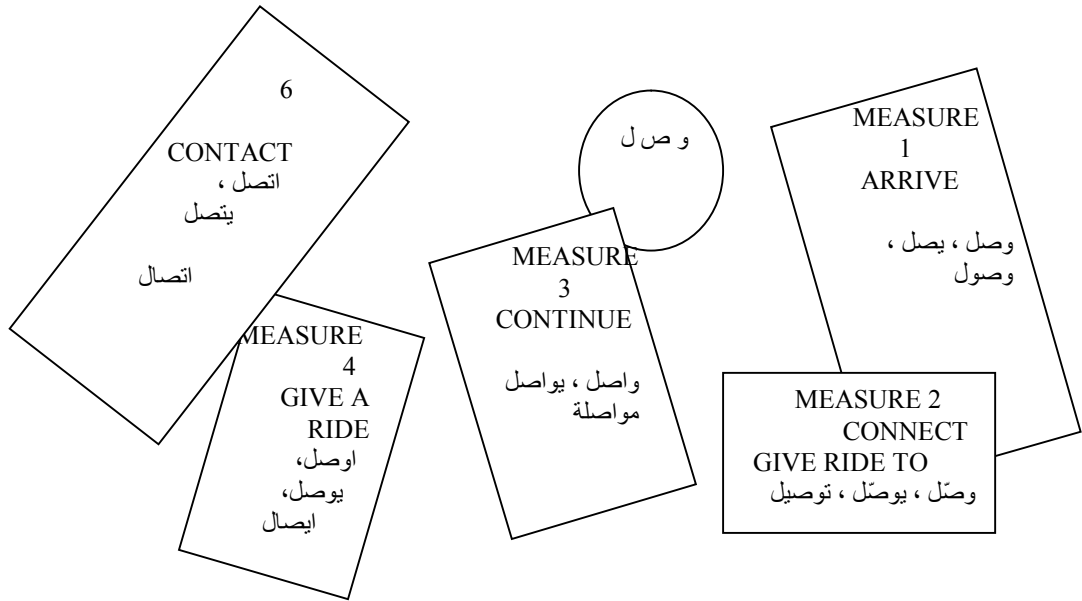 6
CONTACT
اتصل ،
يتصل
اتصال
و ص ل
MEASURE
1
ARRIVE
وصل ، يصل ،
وصول
MEASURE
3
CONTINUE
واصل ، يواصل
مواصلة
MEASURE
4
GIVE A
RIDE
اوصل،
يوصل،
ايصال
MEASURE 2
CONNECT
GIVE RIDE TO
وصّل ، يوصّل ، توصيل